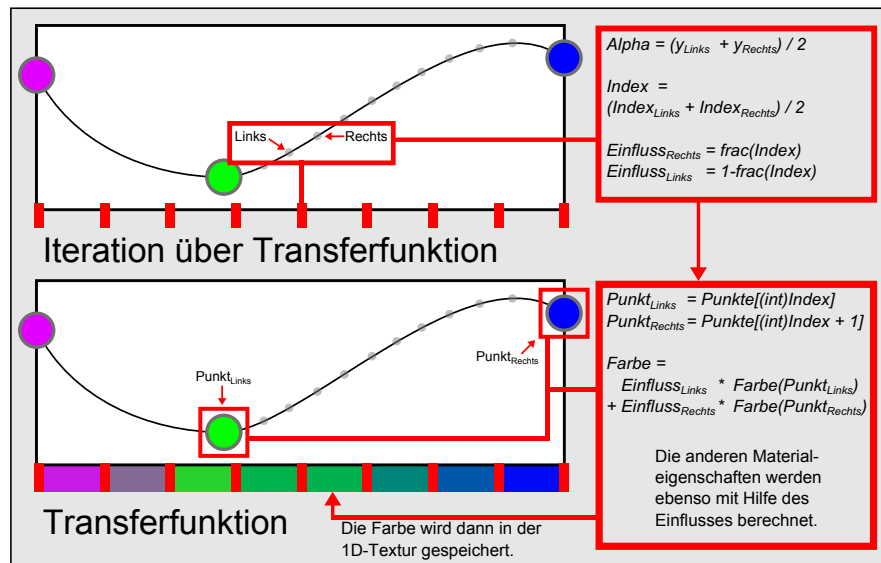 Links
Rechts
Iteration über Transferfunktion
Alpha = (yLinks + yRechts) / 2
Index =
(IndexLinks + IndexRechts) / 2
EinflussRechts = frac(Index)
EinflussLinks = 1-frac(Index)
PunktLinks
PunktRechts
Transferfunktion
Die Farbe wird dann in der
1D-Textur gespeichert.
PunktLinks = Punkte[(int)Index]
PunktRechts = Punkte[(int)Index + 1]
Farbe =
EinflussLinks * Farbe(PunktLinks)
+ EinflussRechts * Farbe(PunktRechts)
Die anderen Material-
eigenschaften werden
ebenso mit Hilfe des
Einflusses berechnet.